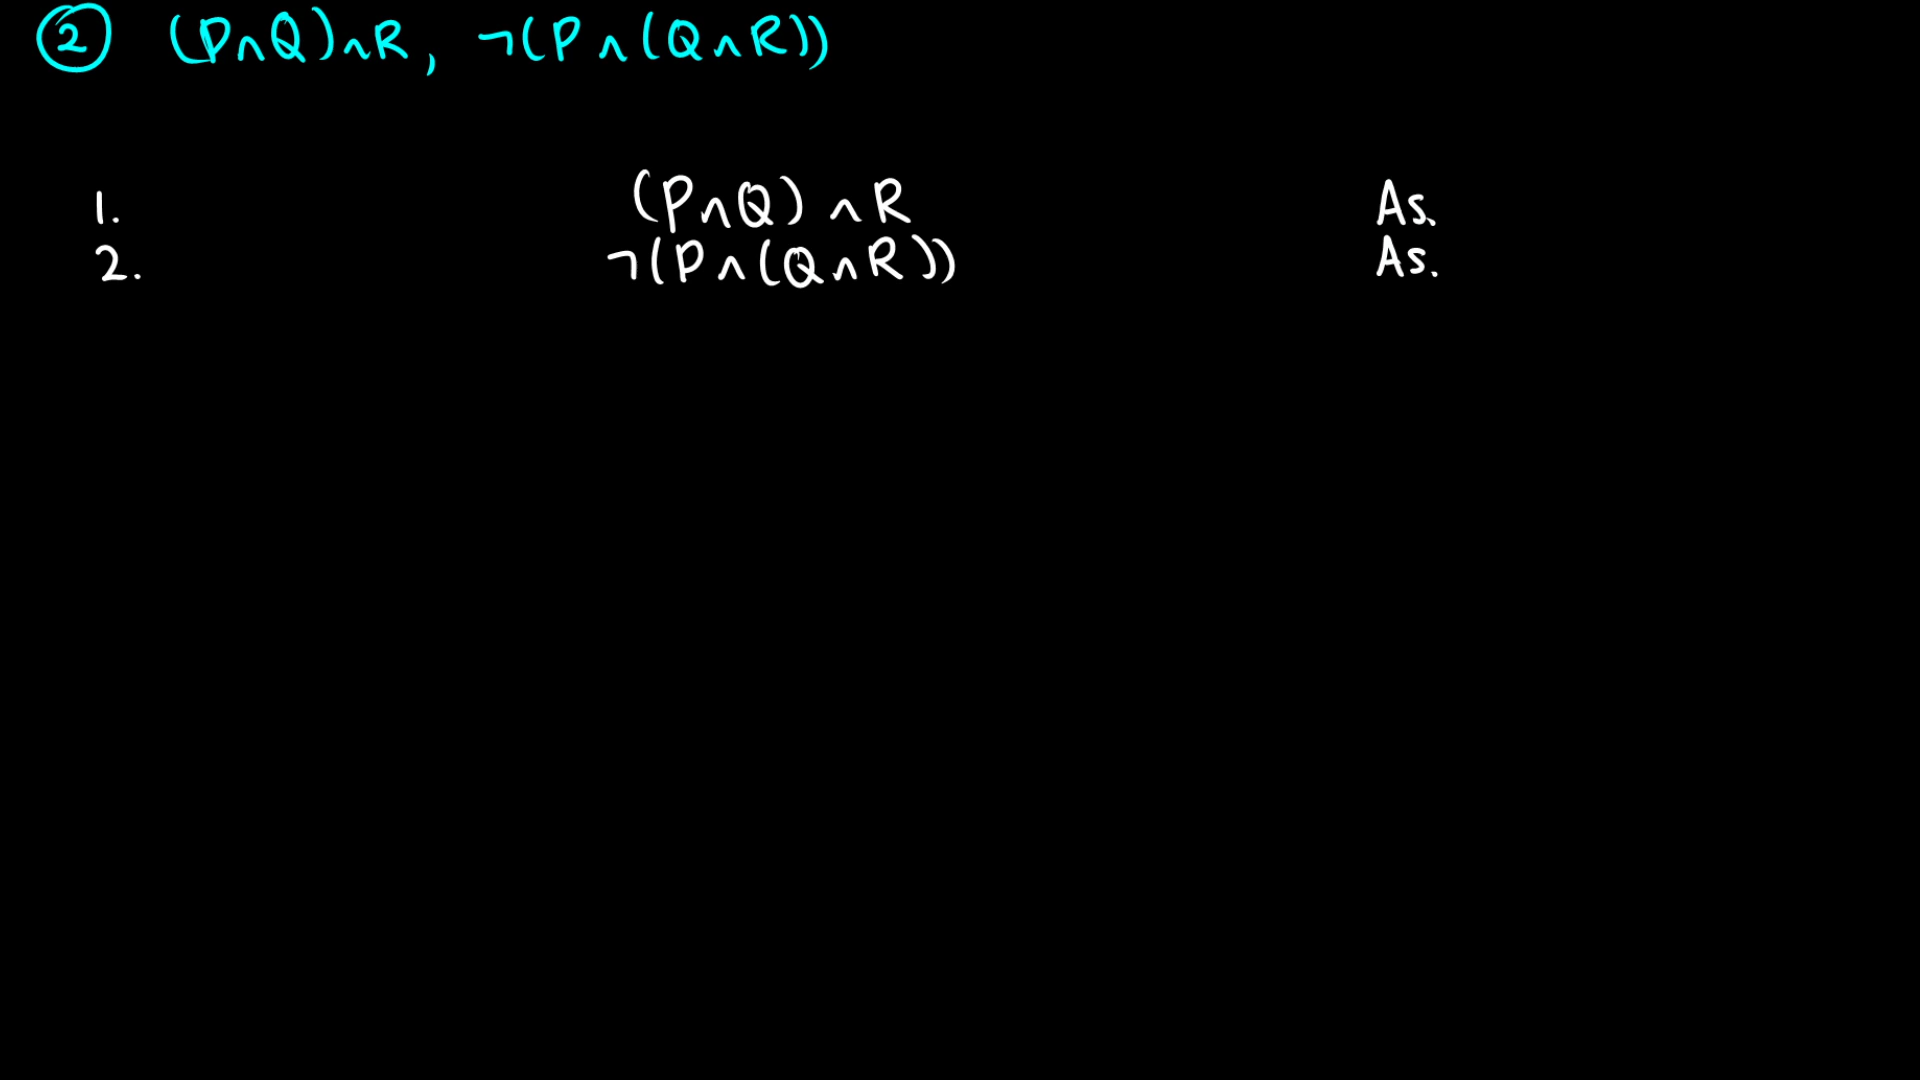 ② (P∧Q)∧R, ¬(P∧(Q∧R))
1. (P∧Q)∧R As.
2. ¬(P∧(Q∧R)) As.